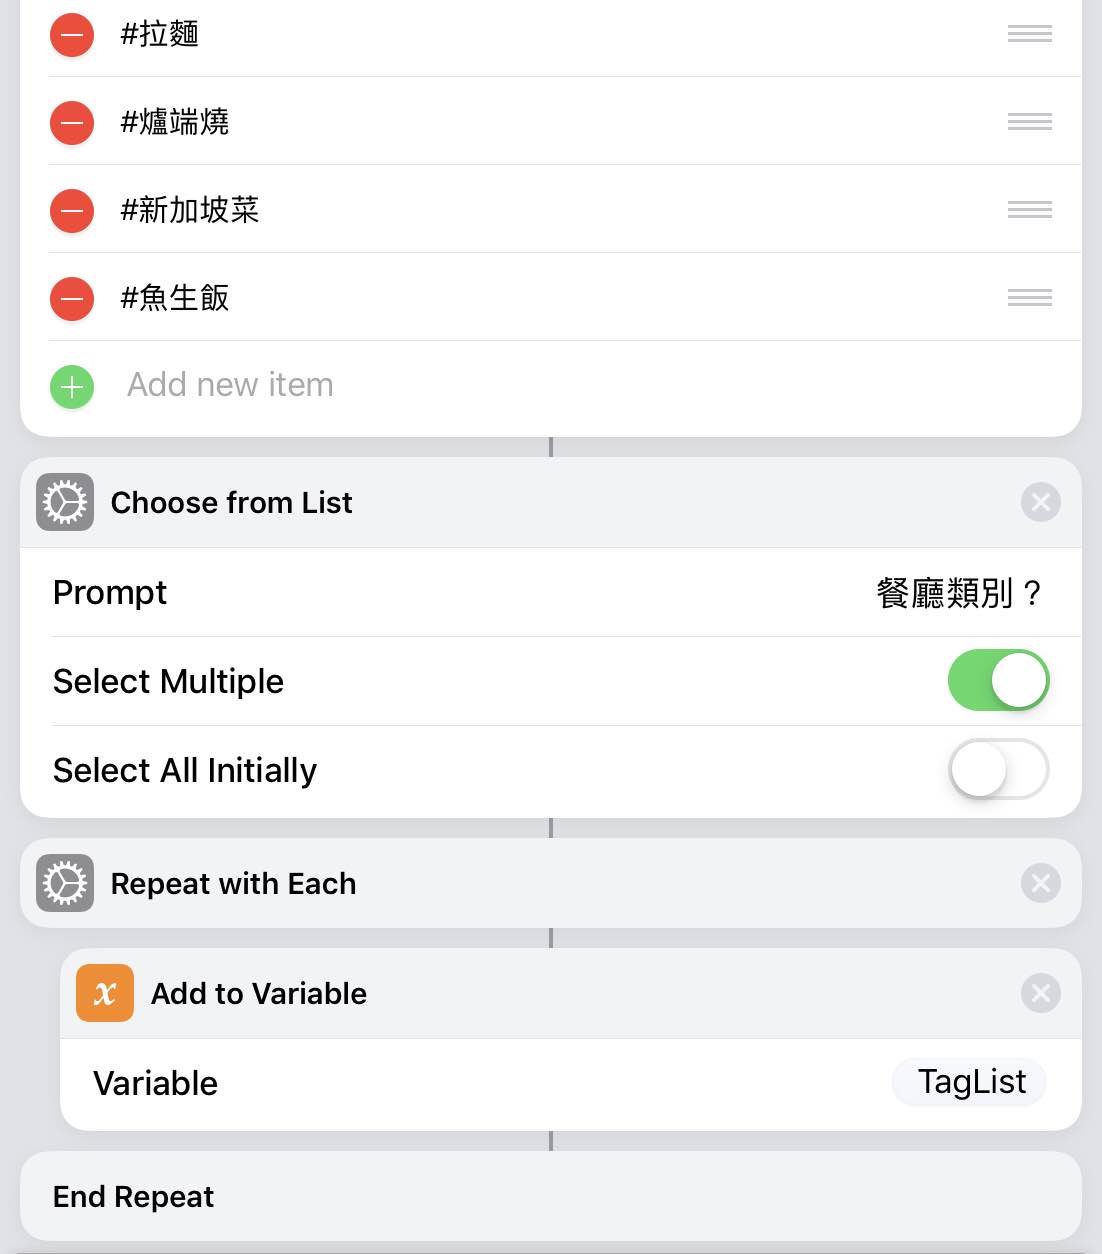 #拉麵
#爐端燒
#新加坡菜
#魚生飯
Add new item
Choose from List
Prompt 餐廳類別？
Select Multiple
Select All Initially
Repeat with Each
x Add to Variable
Variable TagList
End Repeat